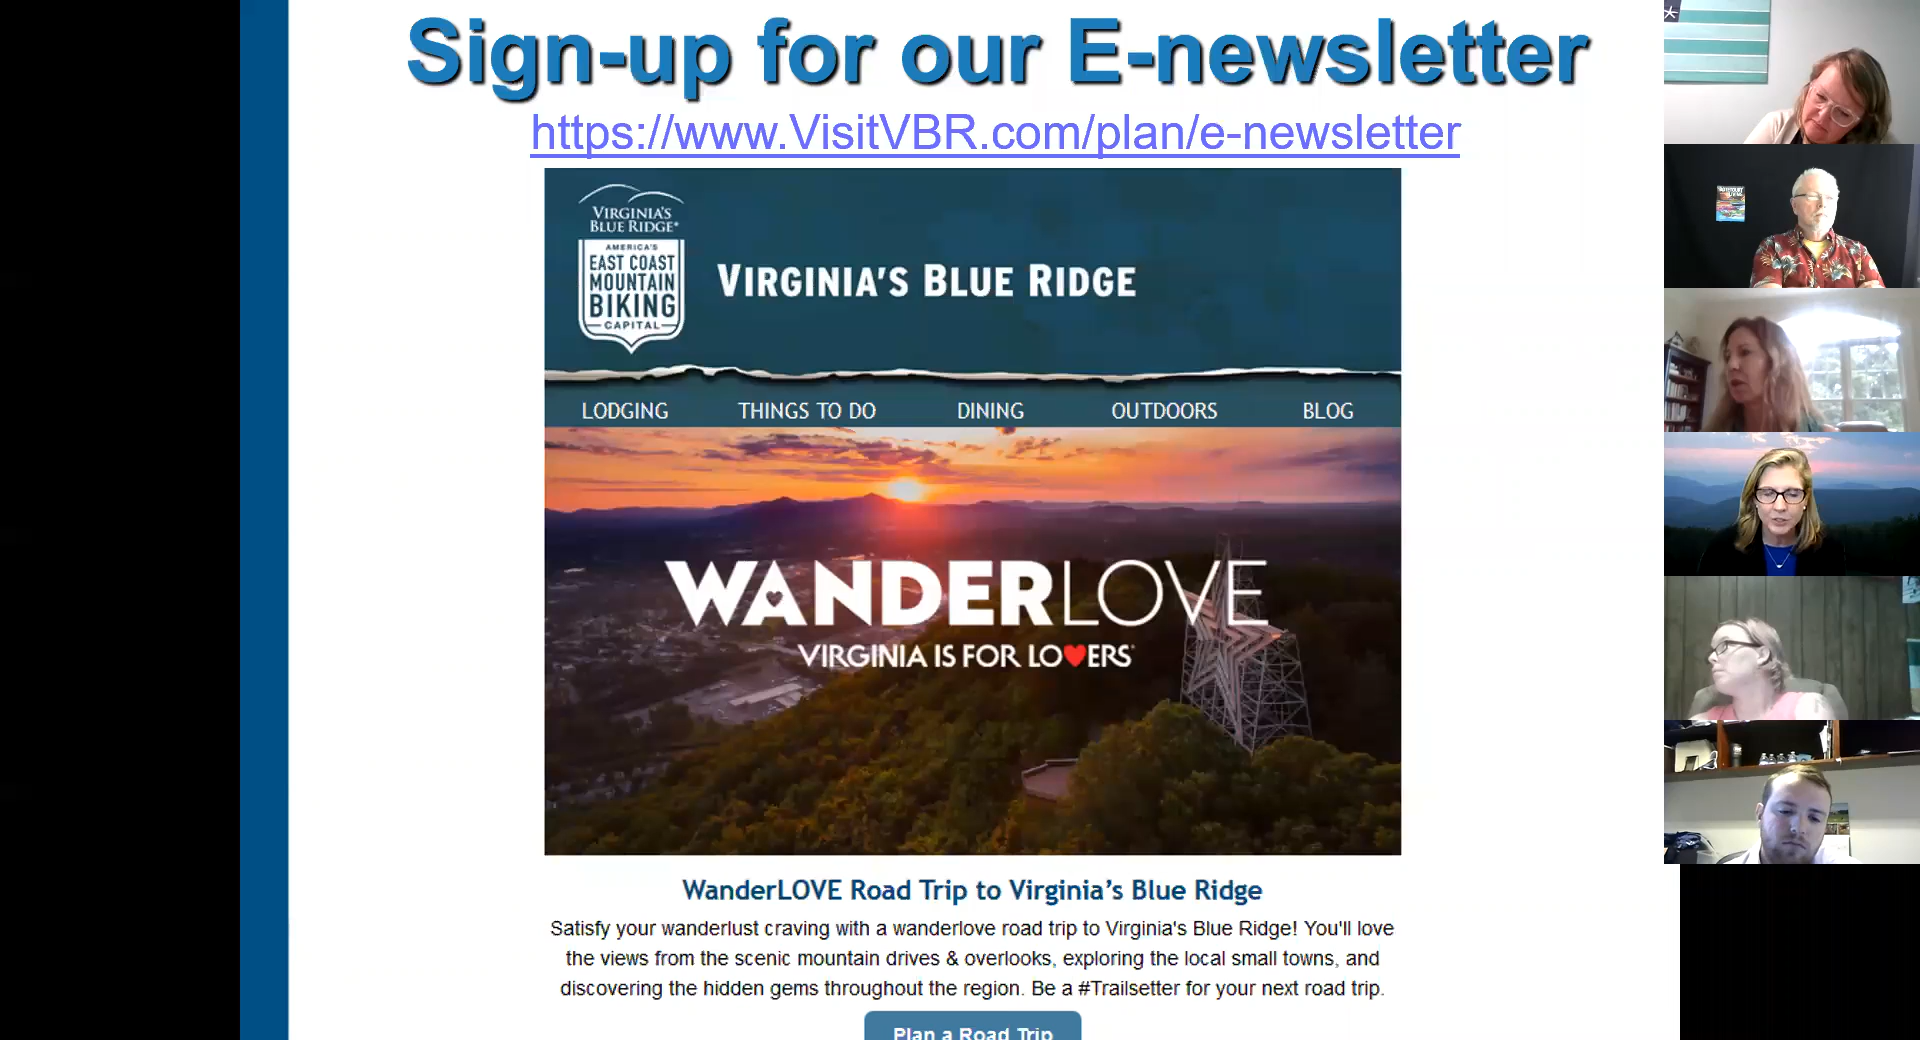 Sign-up for our E-newsletter
https://www.VisitVBR.com/plan/e-newsletter
VIRGINIA'S
BLUE RIDGE®
AMERICA'S
EAST COAST
MOUNTAIN
BIKING
CAPITAL
VIRGINIA'S BLUE RIDGE
LODGING THINGS TO DO DINING OUTDOORS BLOG
WANDERLOVE
VIRGINIA IS FOR LO♥ERS
WanderLOVE Road Trip to Virginia's Blue Ridge
Satisfy your wanderlust craving with a wanderlove road trip to Virginia's Blue Ridge! You'll love
the views from the scenic mountain drives & overlooks, exploring the local small towns, and
discovering the hidden gems throughout the region. Be a #Trailsetter for your next road trip.
Plan a Road Trip